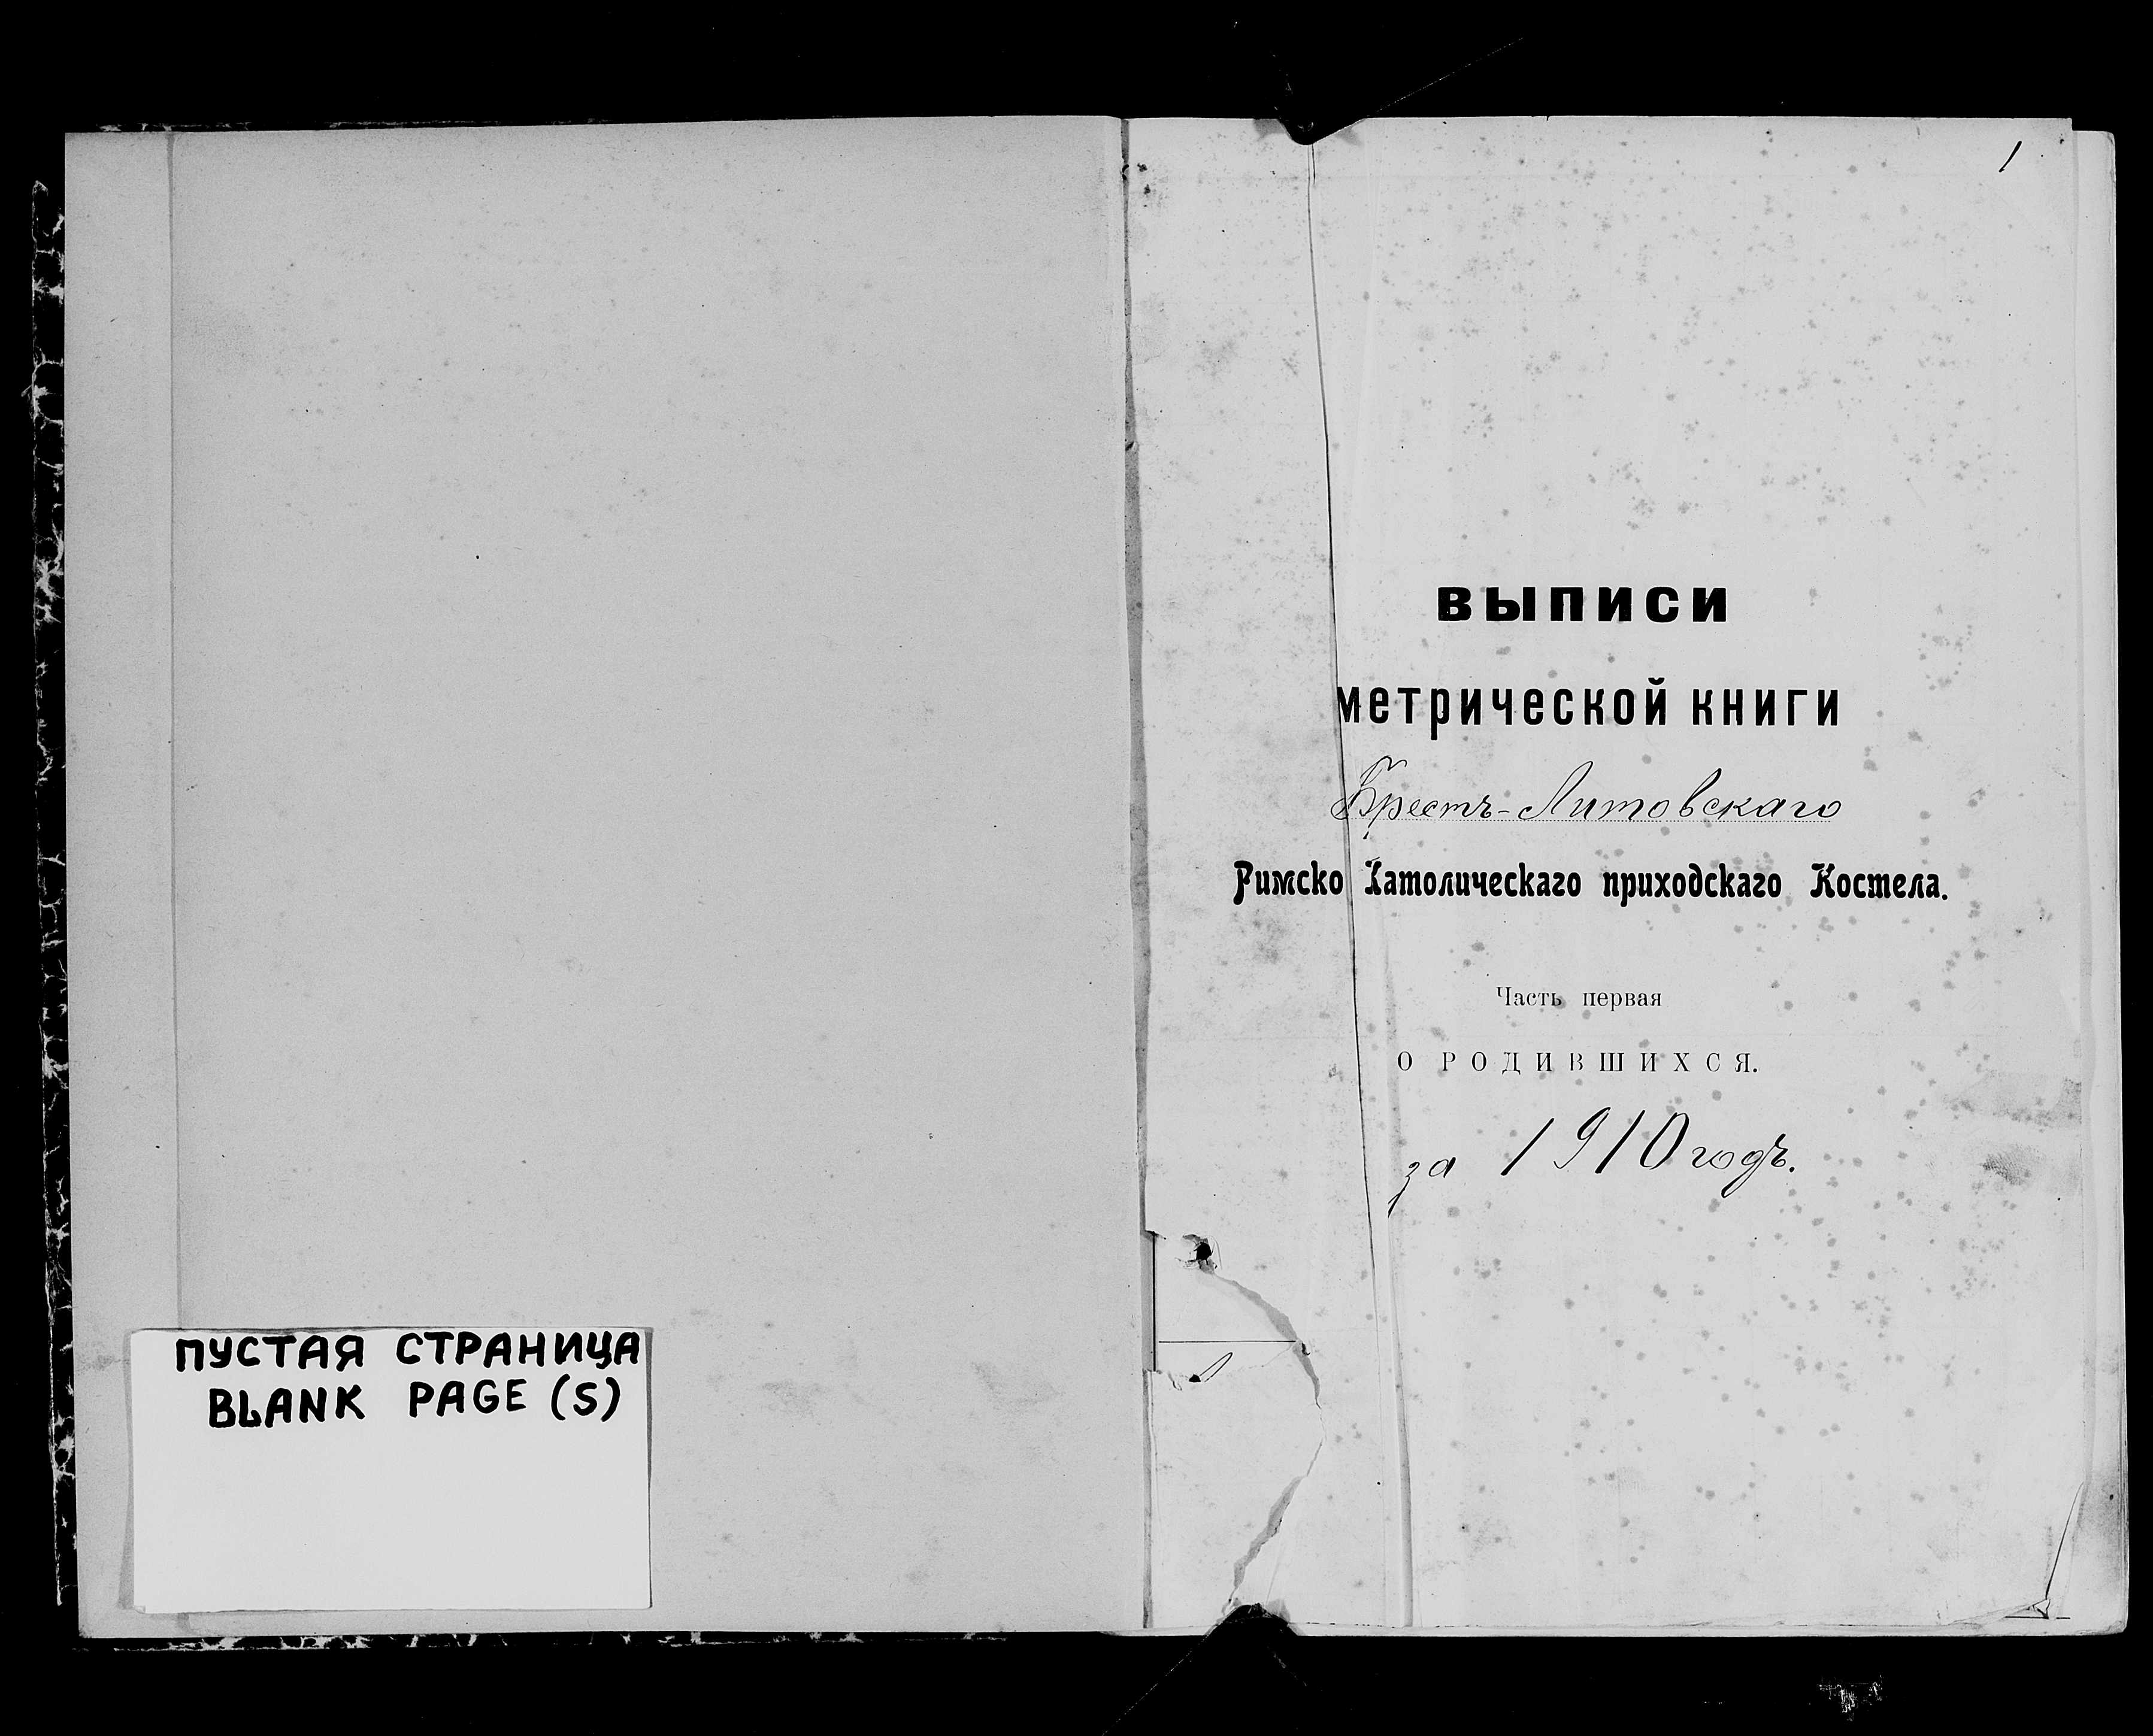 ПУСТАЯ СТРАНИЦА
BLANK PAGE (S)
1
ВЫПИСИ
метрической книги
Брестъ-Литовскаго
Римско Католическаго приходскаго Костела.
Часть первая
О РОДИВШИХСЯ.
за 1910 годъ.